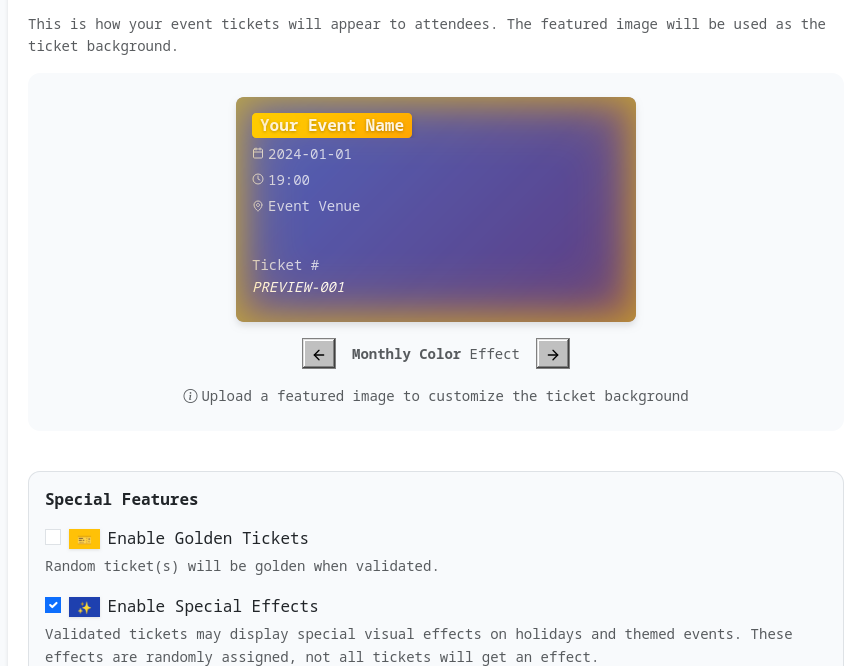 This is how your event tickets will appear to attendees. The featured image will be used as the
ticket background.
Your Event Name
2024-01-01
19:00
Event Venue
Ticket #
PREVIEW-001
← Monthly Color Effect →
Upload a featured image to customize the ticket background
Special Features
Enable Golden Tickets
Random ticket(s) will be golden when validated.
Enable Special Effects
Validated tickets may display special visual effects on holidays and themed events. These
effects are randomly assigned, not all tickets will get an effect.